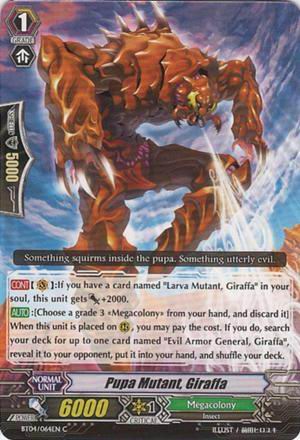 1
GRADE
SHIELD
5000
Something squirms inside the pupa. Something utterly evil.
CONT [ ]:If you have a card named "Larva Mutant, Giraffa" in your
soul, this unit gets +2000.
AUTO :[Choose a grade 3 «Megacolony» from your hand, and discard it]
When this unit is placed on , you may pay the cost. If you do, search
your deck for up to one card named "Evil Armor General, Giraffa",
reveal it to your opponent, put it into your hand, and shuffle your deck.
NORMAL UNIT
Pupa Mutant, Giraffa
POWER
6000
1
CRITICAL
Megacolony
Insect
BT04/064EN C
ILLUST /